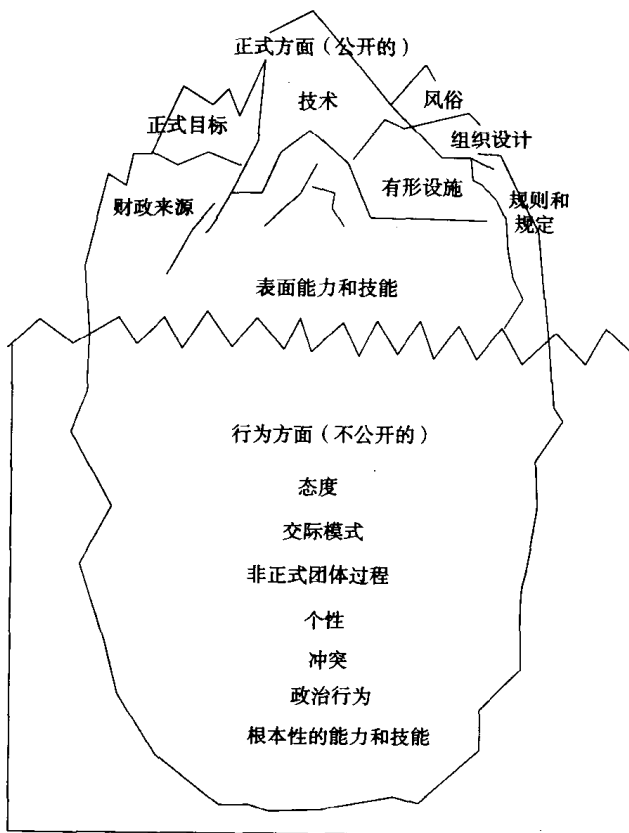 正式方面（公开的）
技术
风俗
正式目标
组织设计
有形设施
财政来源
规则和
规定
表面能力和技能
行为方面（不公开的）
态度
交际模式
非正式团体过程
个性
冲突
政治行为
根本性的能力和技能